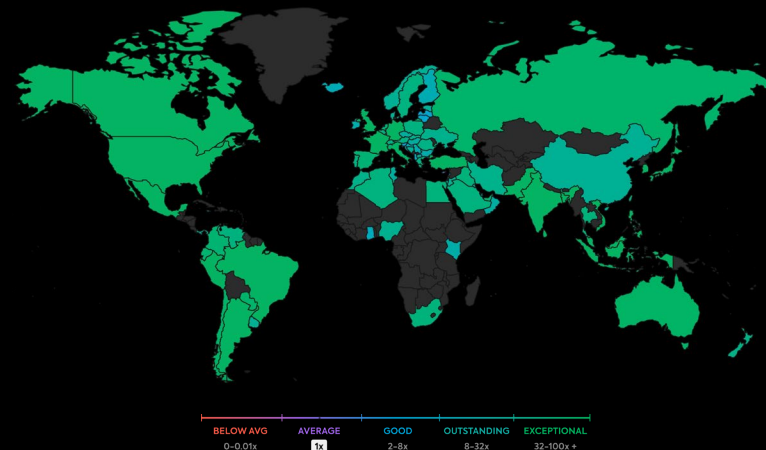 BELOW AVG AVERAGE GOOD OUTSTANDING EXCEPTIONAL
0-0.01x 1x 2-8x 8-32x 32-100x +